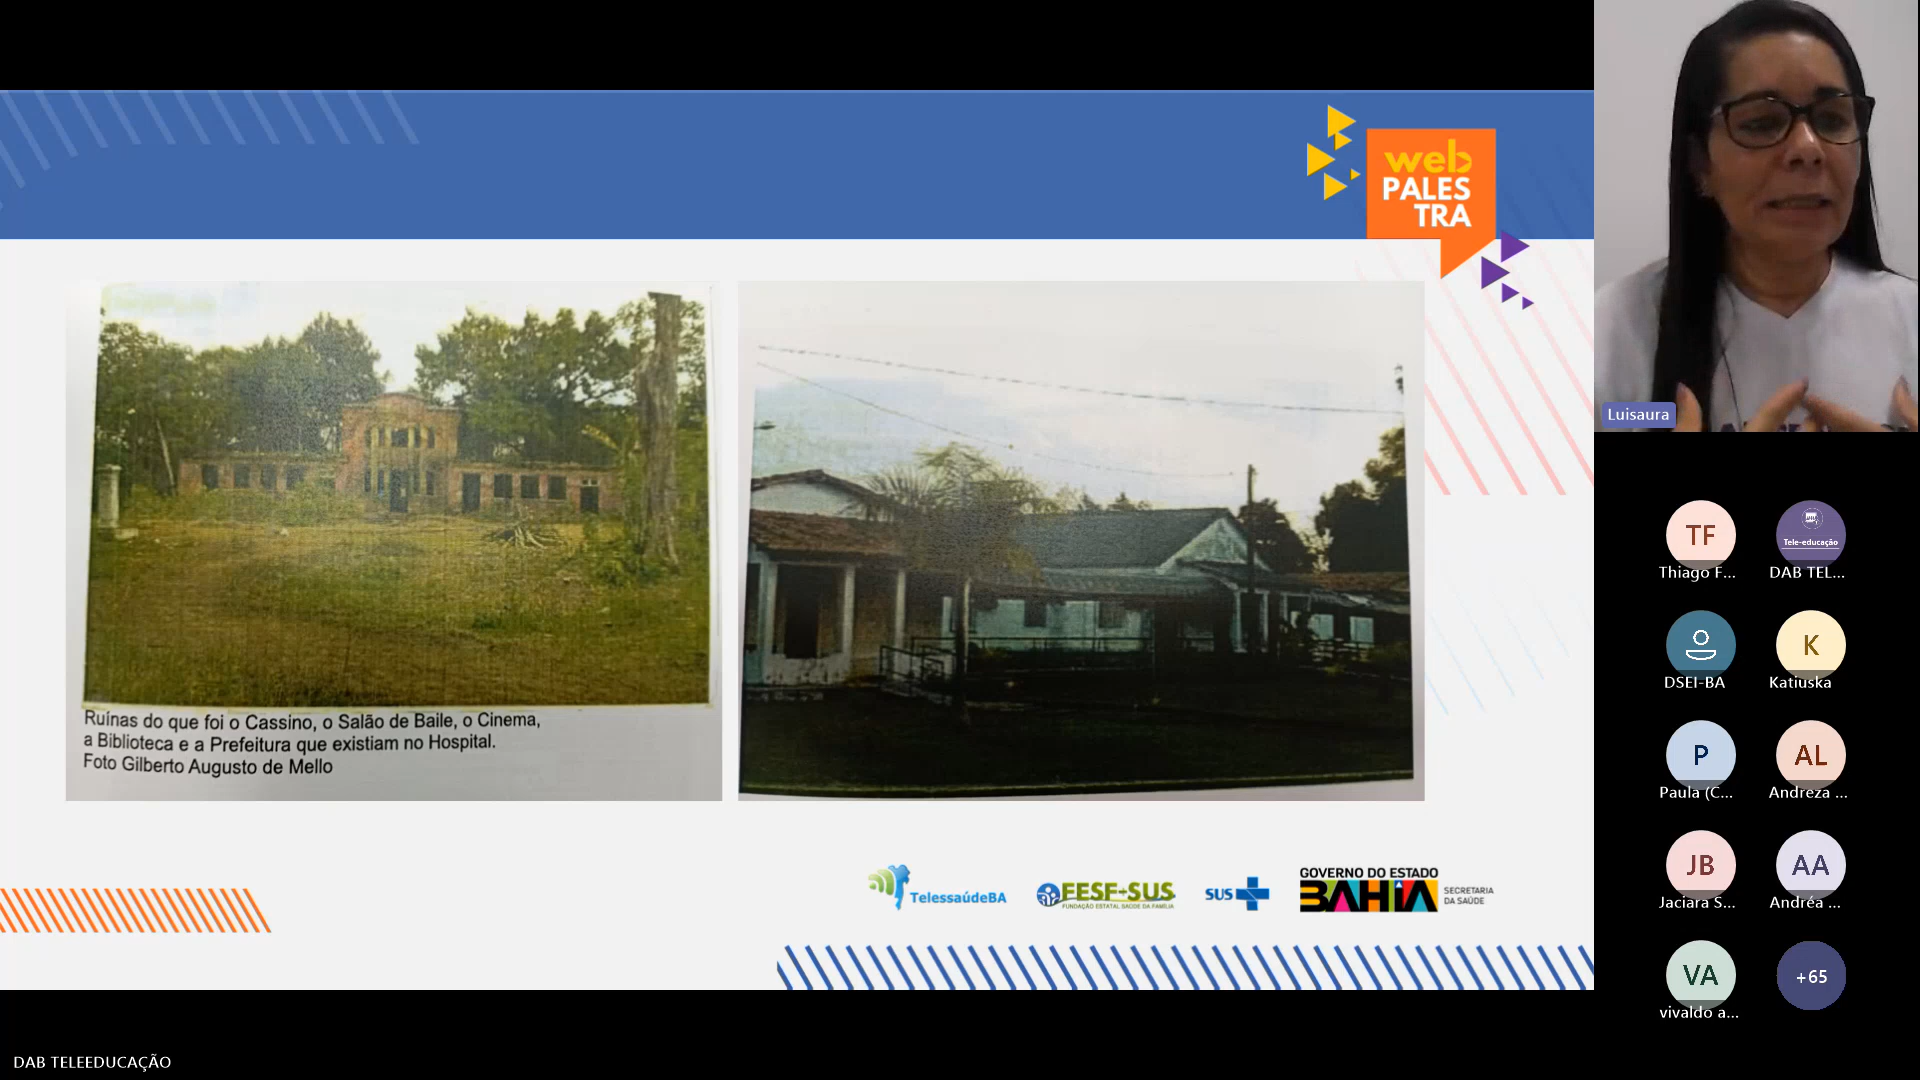 web
PALES
TRA
Ruínas do que foi o Cassino, o Salão de Baile, o Cinema,
a Biblioteca e a Prefeitura que existiam no Hospital.
Foto Gilberto Augusto de Mello
TelessaúdeBA
FESF+SUS
FUNDAÇÃO ESTATAL SAÚDE DA FAMÍLIA
SUS
GOVERNO DO ESTADO
BAHIA
SECRETARIA
DA SAÚDE
Luisaura
TF
Thiago F...
Tele-educação
DAB TEL...
DSEI-BA
K
Katiuska
P
Paula (C...
AL
Andreza ...
JB
Jaciara S...
AA
Andréa ...
VA
vivaldo a...
+65
DAB TELEEDUCAÇÃO